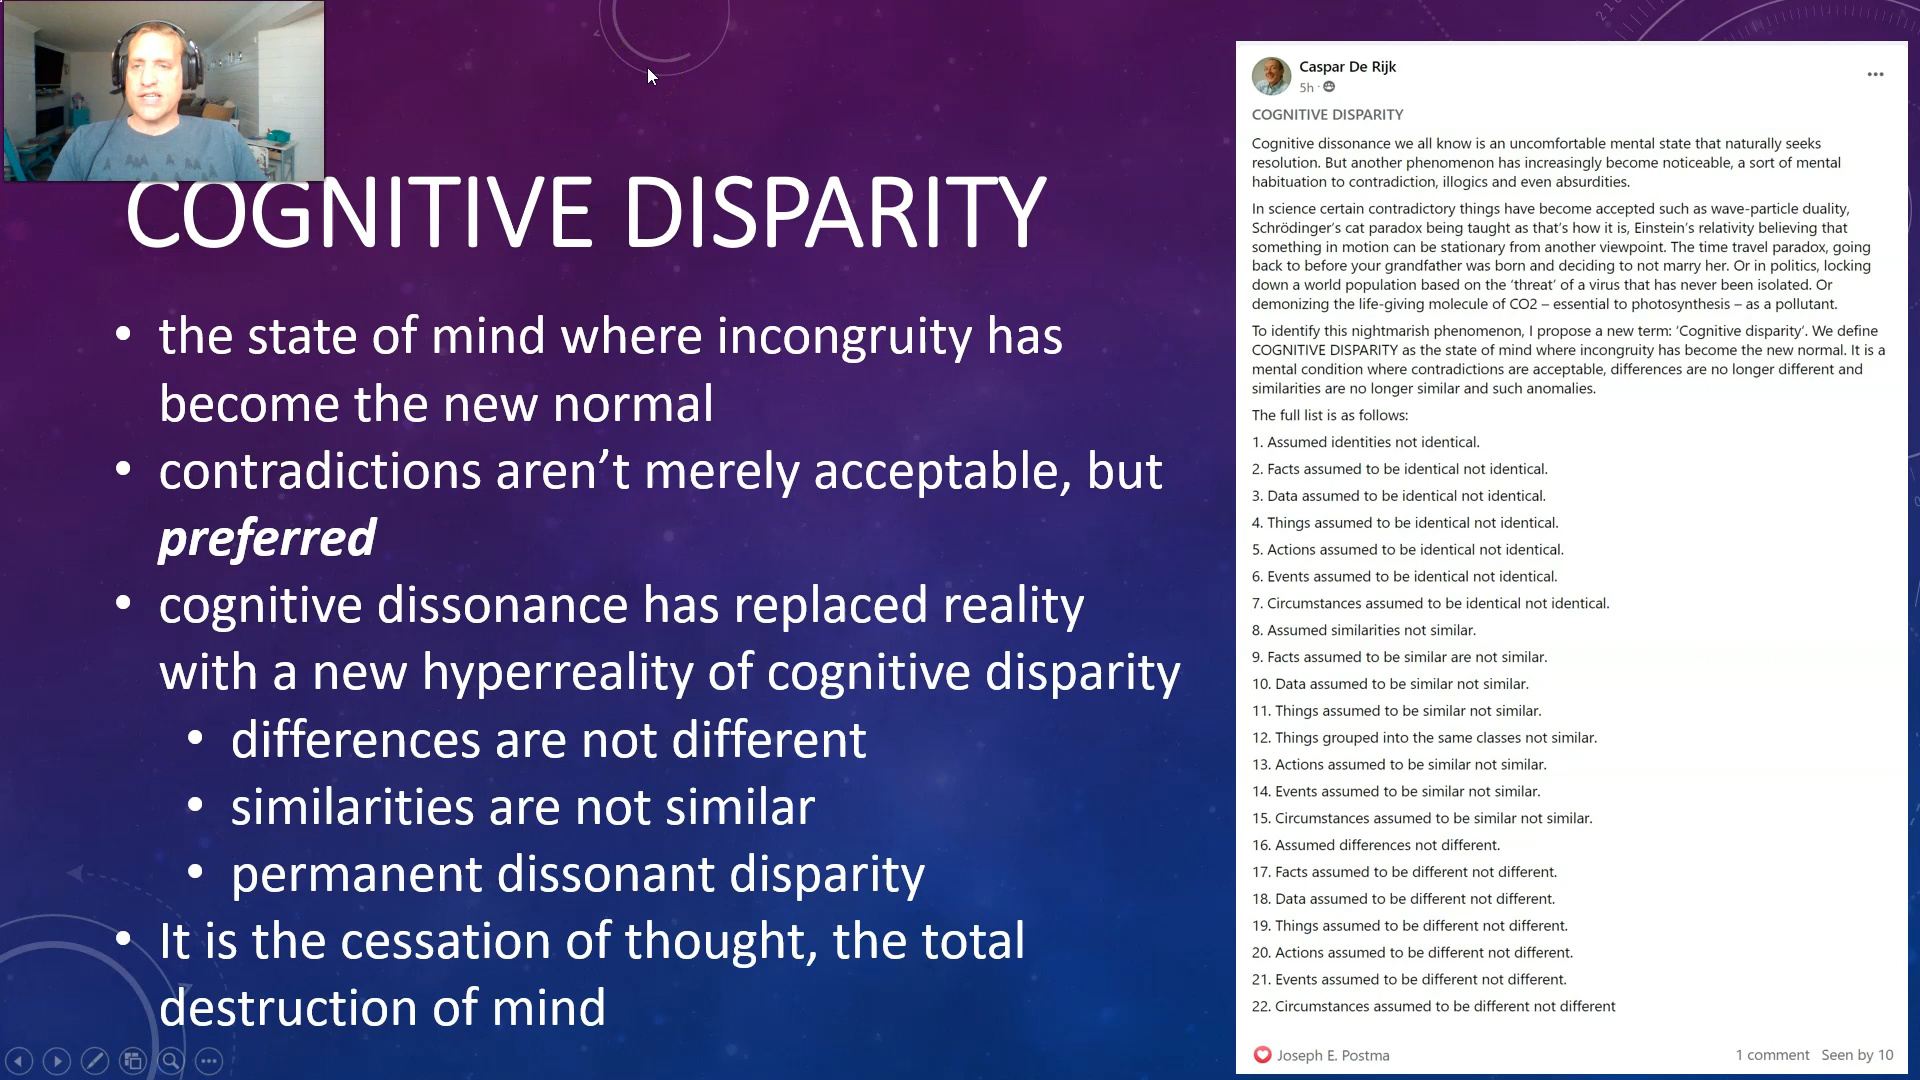 COGNITIVE DISPARITY
• the state of mind where incongruity has
become the new normal
• contradictions aren’t merely acceptable, but
preferred
• cognitive dissonance has replaced reality
with a new hyperreality of cognitive disparity
• differences are not different
• similarities are not similar
• permanent dissonant disparity
• It is the cessation of thought, the total
destruction of mind
Caspar De Rijk
5h ·
COGNITIVE DISPARITY
Cognitive dissonance we all know is an uncomfortable mental state that naturally seeks
resolution. But another phenomenon has increasingly become noticeable, a sort of mental
habituation to contradiction, illogics and even absurdities.
In science certain contradictory things have become accepted such as wave-particle duality,
Schrödinger’s cat paradox being taught as that’s how it is, Einstein’s relativity believing that
something in motion can be stationary from another viewpoint. The time travel paradox, going
back to before your grandfather was born and deciding to not marry her. Or in politics, locking
down a world population based on the ‘threat’ of a virus that has never been isolated. Or
demonizing the life-giving molecule of CO2 – essential to photosynthesis – as a pollutant.
To identify this nightmarish phenomenon, I propose a new term: ‘Cognitive disparity’. We define
COGNITIVE DISPARITY as the state of mind where incongruity has become the new normal. It is a
mental condition where contradictions are acceptable, differences are no longer different and
similarities are no longer similar and such anomalies.
The full list is as follows:
1. Assumed identities not identical.
2. Facts assumed to be identical not identical.
3. Data assumed to be identical not identical.
4. Things assumed to be identical not identical.
5. Actions assumed to be identical not identical.
6. Events assumed to be identical not identical.
7. Circumstances assumed to be identical not identical.
8. Assumed similarities not similar.
9. Facts assumed to be similar are not similar.
10. Data assumed to be similar not similar.
11. Things assumed to be similar not similar.
12. Things grouped into the same classes not similar.
13. Actions assumed to be similar not similar.
14. Events assumed to be similar not similar.
15. Circumstances assumed to be similar not similar.
16. Assumed differences not different.
17. Facts assumed to be different not different.
18. Data assumed to be different not different.
19. Things assumed to be different not different.
20. Actions assumed to be different not different.
21. Events assumed to be different not different.
22. Circumstances assumed to be different not different
Joseph E. Postma
1 comment Seen by 10